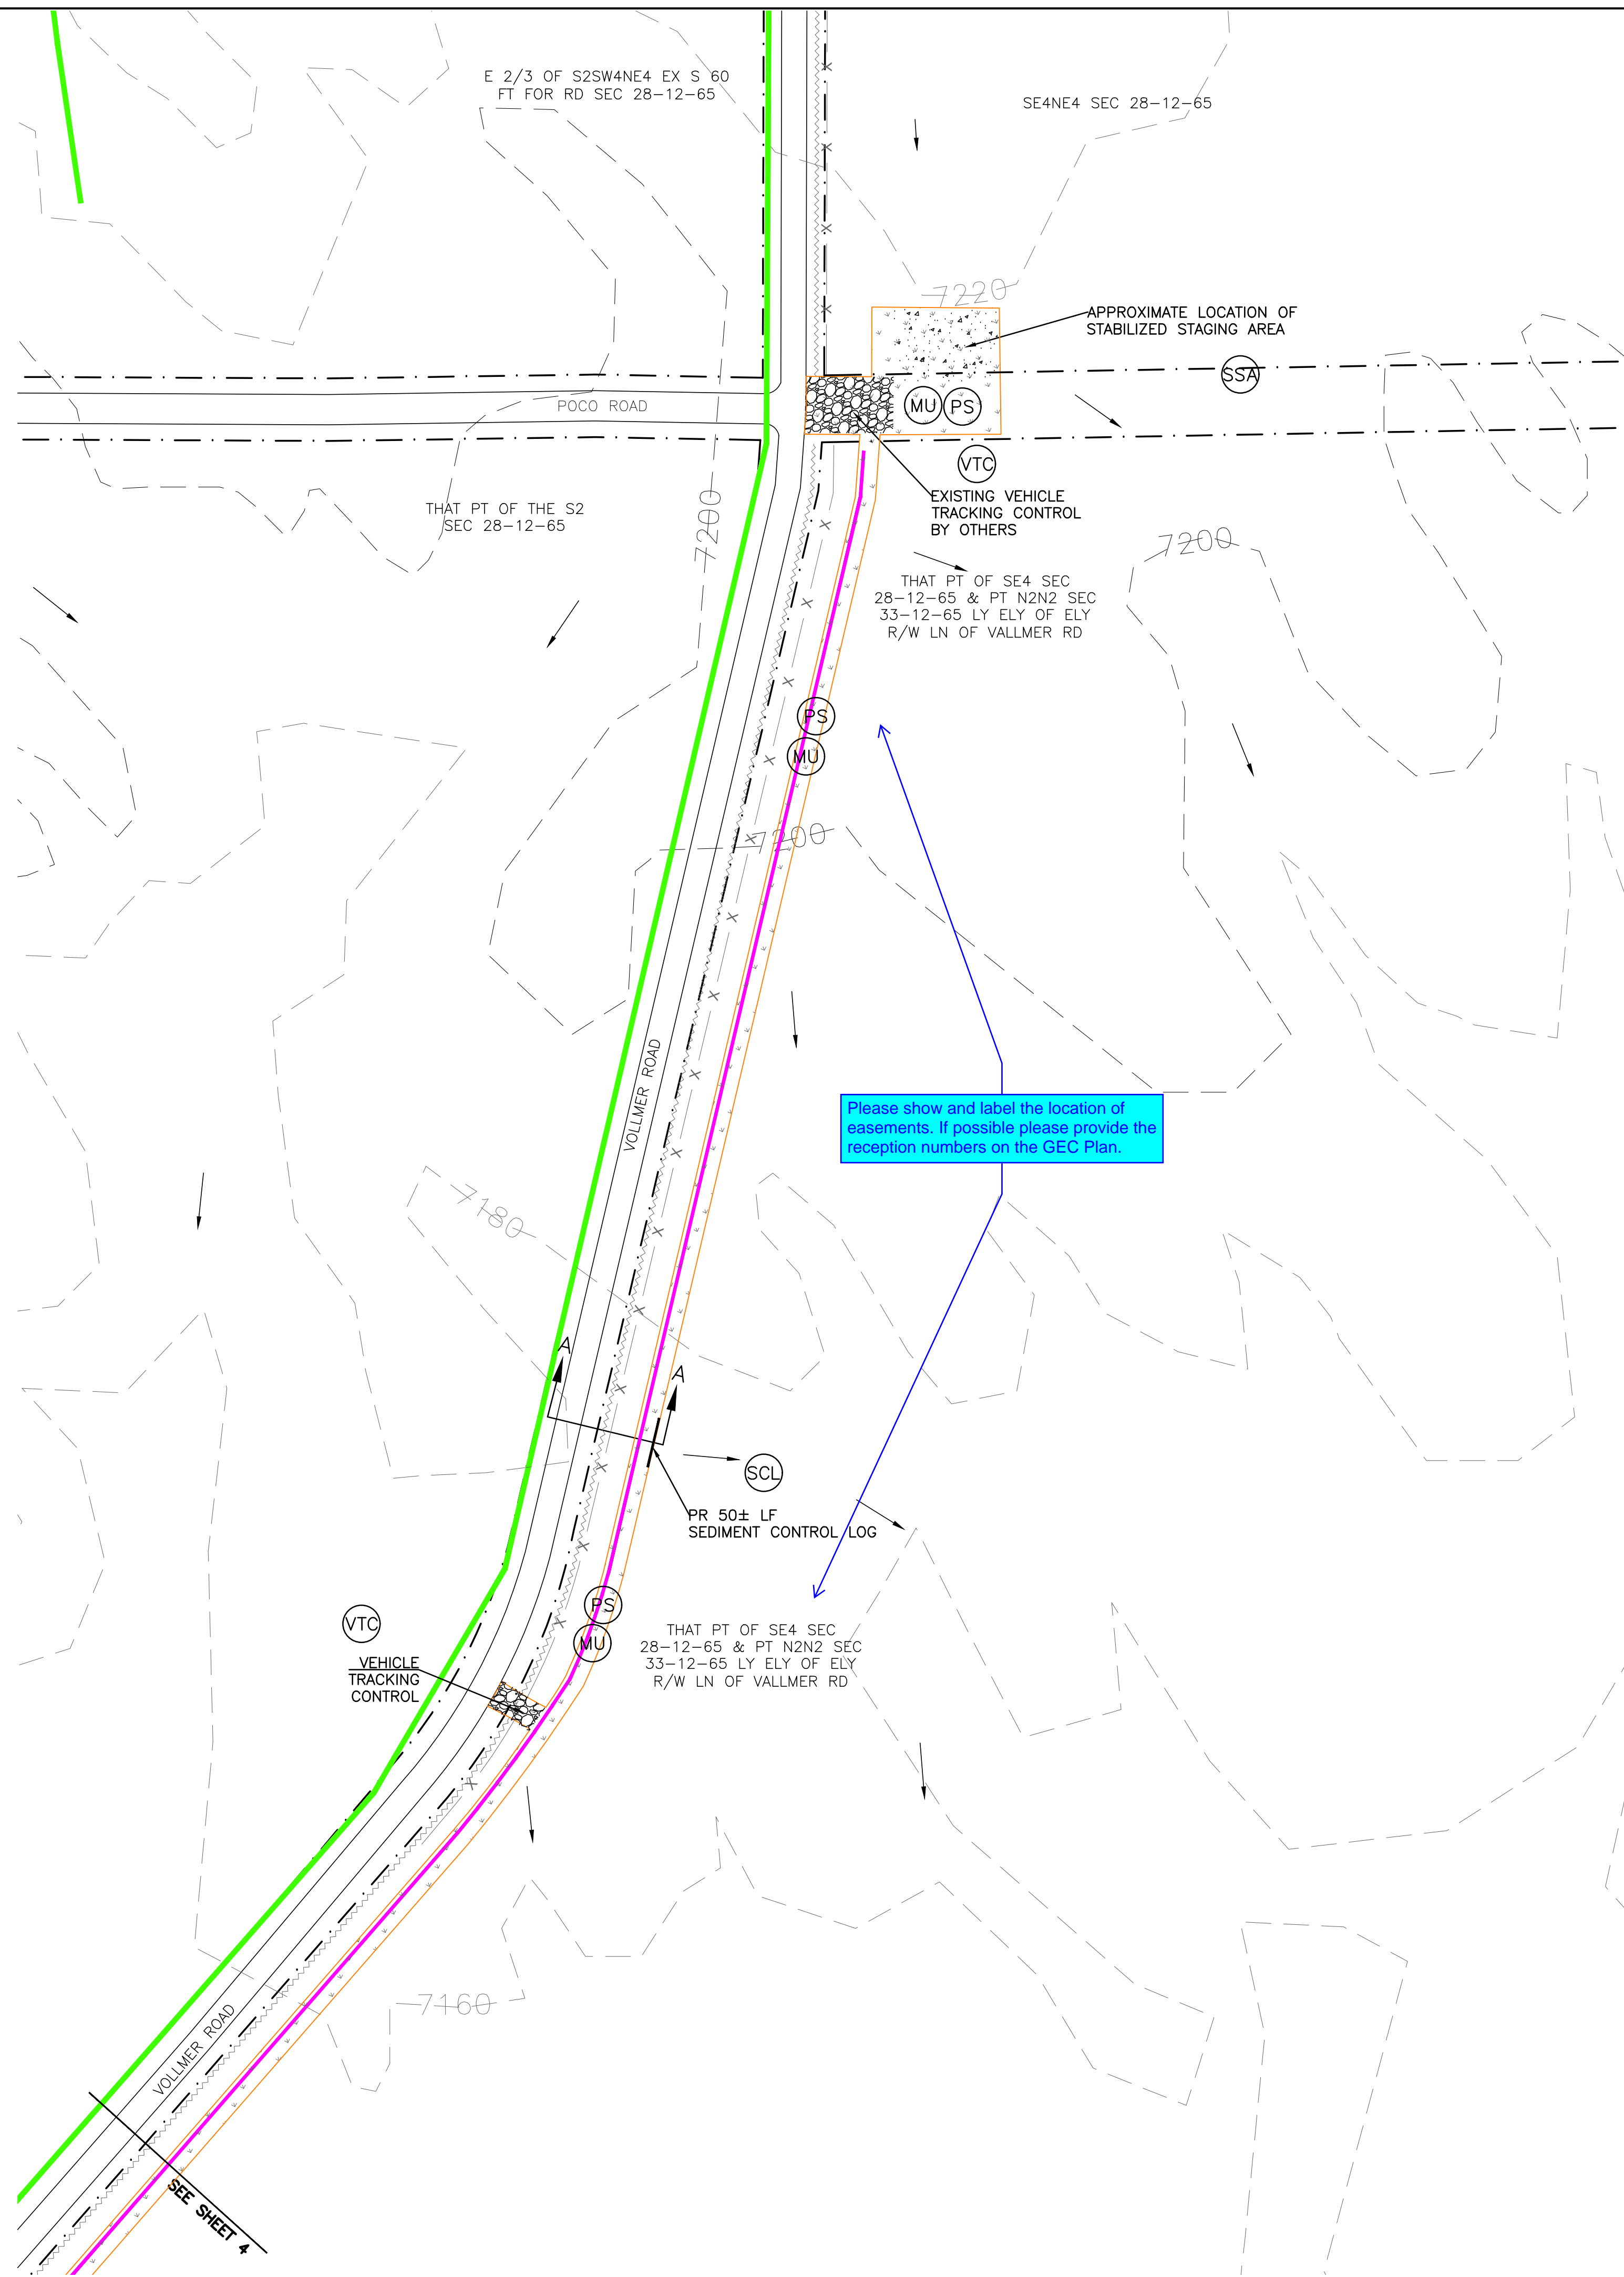 E 2/3 OF S2SW4NE4 EX S 60
FT FOR RD SEC 28-12-65
SE4NE4 SEC 28-12-65
7220
APPROXIMATE LOCATION OF
STABILIZED STAGING AREA
SSA
POCO ROAD
MU
PS
VTC
EXISTING VEHICLE
TRACKING CONTROL
BY OTHERS
THAT PT OF THE S2
SEC 28-12-65
7200
7200
THAT PT OF SE4 SEC
28-12-65 & PT N2N2 SEC
33-12-65 LY ELY OF ELY
R/W LN OF VALLMER RD
PS
MU
7200
VOLLMER ROAD
Please show and label the location of
easements. If possible please provide the
reception numbers on the GEC Plan.
7180
A
A
SCL
PR 50± LF
SEDIMENT CONTROL LOG
PS
MU
VTC
VEHICLE
TRACKING
CONTROL
THAT PT OF SE4 SEC
28-12-65 & PT N2N2 SEC
33-12-65 LY ELY OF ELY
R/W LN OF VALLMER RD
7160
VOLLMER ROAD
SEE SHEET 4